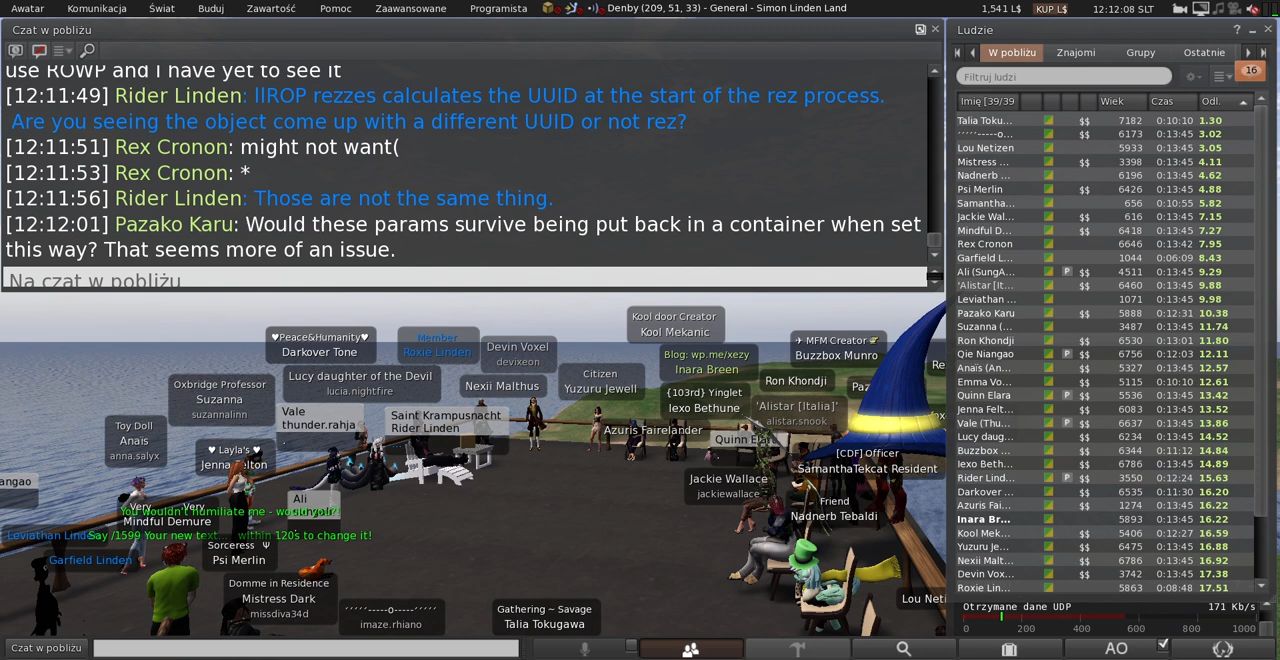 Awatar Komunikacja Świat Buduj Zawartość Pomoc Zaawansowane Programista Denby (209, 51, 33) - General - Simon Linden Land 1,541 L$ KUP L$ 12:12:08 SLT
Czat w pobliżu
use ROWP and I have yet to see it
[12:11:49] Rider Linden: IIROP rezzes calculates the UUID at the start of the rez process.
Are you seeing the object come up with a different UUID or not rez?
[12:11:51] Rex Cronon: might not want(
[12:11:53] Rex Cronon: *
[12:11:56] Rider Linden: Those are not the same thing.
[12:12:01] Pazako Karu: Would these params survive being put back in a container when set
this way? That seems more of an issue.
Na czat w pobliżu
Kool door Creator
Kool Mekanic
♥Peace&Humanity♥
Darkover Tone
Member
Roxie Linden
Devin Voxel
devixeon
✈ MFM Creator
Buzzbox Munro
Blog: wp.me/xezy
Inara Breen
Oxbridge Professor
Suzanna
suzannalinn
Lucy daughter of the Devil
lucia.nightfire
Nexii Malthus
Citizen
Yuzuru Jewell
Ron Khondji
Paz
Re
{103rd} Yinglet
Iexo Bethune
'Alistar [Italia]'
alistar.snook
Vale
thunder.rahja
Saint Krampusnacht
Rider Linden
Azuris Fairelander
Quinn Elara
Toy Doll
Anaïs
anna.salyx
♥ Layla's ♥
Jenna Felton
[CDF] Officer
SamanthaTekcat Resident
angao
Jackie Wallace
jackiewallace
Ali
Friend
Nadnerb Tebaldi
Very Very
You wouldn't humiliate me - would you?
Mindful Demure
Leviathan Linden
Say /1599 Your new text... within 120s to change it!
Garfield Linden
Sorceress Ψ
Psi Merlin
Domme in Residence
Mistress Dark
missdiva34d
′′′′′-----o-----′′′′′
imaze.rhiano
Gathering ~ Savage
Talia Tokugawa
Lou Neti
Czat w pobliżu
AO
Ludzie
W pobliżu Znajomi Grupy Ostatnie
16
Filtruj ludzi
Imię [39/39 Wiek Czas Odl.
Talia Toku... $$ 7182 0:10:10 1.30
′′′′′-----o... $$ 6173 0:13:45 3.02
Lou Netizen 5933 0:13:45 3.05
Mistress ... $$ 3398 0:13:45 4.11
Nadnerb ... 6196 0:13:45 4.62
Psi Merlin $$ 6426 0:13:45 4.88
Samantha... 656 0:10:55 5.82
Jackie Wal... $$ 616 0:13:45 7.15
Mindful D... $$ 6418 0:13:45 7.27
Rex Cronon 6646 0:13:42 7.95
Garfield L... 1044 0:06:09 8.43
Ali (SungA... P $$ 4511 0:13:45 9.29
'Alistar [It... $$ 6460 0:13:45 9.88
Leviathan ... 1071 0:13:45 9.98
Pazako Karu $$ 5888 0:12:31 10.38
Suzanna (... 3487 0:13:45 11.74
Ron Khondji $$ 6530 0:13:01 11.80
Qie Niangao P $$ 6756 0:12:03 12.11
Anaïs (An... $$ 5327 0:13:45 12.57
Emma Vo... $$ 5115 0:10:10 12.61
Quinn Elara P $$ 5536 0:13:45 13.42
Jenna Felt... $$ 6083 0:13:45 13.52
Vale (Thu... P $$ 6637 0:13:45 13.86
Lucy daug... $$ 6234 0:13:45 14.52
Buzzbox ... $$ 6344 0:11:12 14.84
Iexo Beth... $$ 6786 0:13:45 14.89
Rider Lind... P $$ 3550 0:12:24 15.63
Darkover ... $$ 6535 0:11:30 16.20
Azuris Fai... $$ 1274 0:13:45 16.22
Inara Br... 5893 0:13:45 16.22
Kool Mek... $$ 5406 0:12:27 16.59
Yuzuru Je... $$ 6475 0:13:45 16.88
Nexii Malt... $$ 6786 0:13:45 16.92
Devin Vox... $$ 3742 0:13:45 17.38
Roxie Lind... 5863 0:08:48 17.51
Otrzymane dane UDP 171 Kb/s
0 200 400 600 800 1000